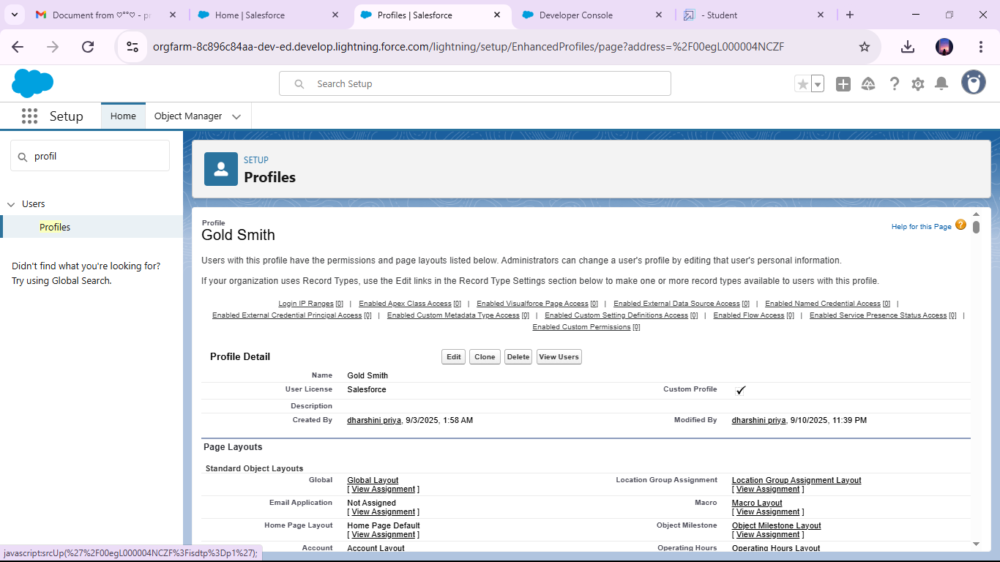 Document from ♡°°♡ - pr
Home | Salesforce
Profiles | Salesforce
Developer Console
- Student
orgfarm-8c896c84aa-dev-ed.develop.lightning.force.com/lightning/setup/EnhancedProfiles/page?address=%2F00egL000004NCZF
Search Setup
Setup
Home
Object Manager
profil
Users
Profiles
Didn't find what you're looking for?
Try using Global Search.
SETUP
Profiles
Profile
Gold Smith
Help for this Page ?
Users with this profile have the permissions and page layouts listed below. Administrators can change a user's profile by editing that user's personal information.
If your organization uses Record Types, use the Edit links in the Record Type Settings section below to make one or more record types available to users with this profile.
Login IP Ranges [0] | Enabled Apex Class Access [0] | Enabled Visualforce Page Access [0] | Enabled External Data Source Access [0] | Enabled Named Credential Access [0] |
Enabled External Credential Principal Access [0] | Enabled Custom Metadata Type Access [0] | Enabled Custom Setting Definitions Access [0] | Enabled Flow Access [0] | Enabled Service Presence Status Access [0] |
Enabled Custom Permissions [0]
Profile Detail
Edit Clone Delete View Users
Name Gold Smith
User License Salesforce Custom Profile ✓
Description
Created By dharshini priya, 9/3/2025, 1:58 AM Modified By dharshini priya, 9/10/2025, 11:39 PM
Page Layouts
Standard Object Layouts
Global Global Layout Location Group Assignment Location Group Assignment Layout
[ View Assignment ] [ View Assignment ]
Email Application Not Assigned Macro Macro Layout
[ View Assignment ] [ View Assignment ]
Home Page Layout Home Page Default Object Milestone Object Milestone Layout
[ View Assignment ] [ View Assignment ]
Account Account Layout Operating Hours Operating Hours Layout
javascript:srcUp(%27%2F00egL000004NCZF%3Fisdtp%3Dp1%27);